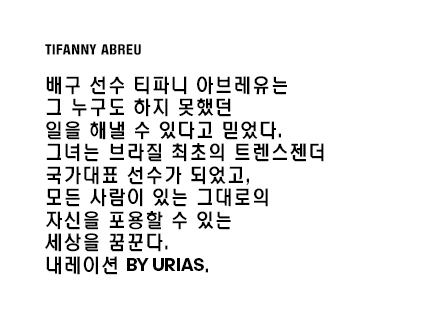 TIFANNY ABREU
배구 선수 티파니 아브레유는
그 누구도 하지 못했던
일을 해낼 수 있다고 믿었다.
그녀는 브라질 최초의 트렌스젠더
국가대표 선수가 되었고,
모든 사람이 있는 그대로의
자신을 포용할 수 있는
세상을 꿈꾼다.
내레이션 BY URIAS.